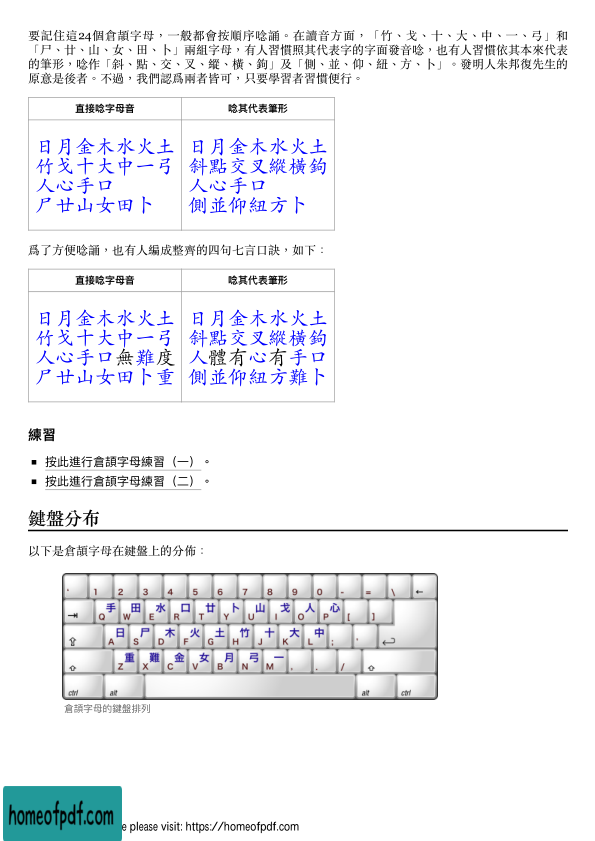 要記住這24個倉頡字母，一般都會按順序唸誦。在讀音方面，「竹、戈、十、大、中、一、弓」和
「尸、廿、山、女、田、卜」兩組字母，有人習慣照其代表字的字面發音唸，也有人習慣依其本來代表
的筆形，唸作「斜、點、交、叉、縱、橫、鉤」及「側、並、仰、紐、方、卜」。發明人朱邦復先生的
原意是後者。不過，我們認爲兩者皆可，只要學習者習慣便行。
直接唸字母音 唸其代表筆形
日月金木水火土 日月金木水火土
竹戈十大中一弓 斜點交叉縱橫鉤
人心手口 人心手口
尸廿山女田卜 側並仰紐方卜
爲了方便唸誦，也有人編成整齊的四句七言口訣，如下：
直接唸字母音 唸其代表筆形
日月金木水火土 日月金木水火土
竹戈十大中一弓 斜點交叉縱橫鉤
人心手口無難度 人體有心有手口
尸廿山女田卜重 側並仰紐方難卜
練習
按此進行倉頡字母練習（一）。
按此進行倉頡字母練習（二）。
鍵盤分布
以下是倉頡字母在鍵盤上的分佈：
` 1 2 3 4 5 6 7 8 9 0 - = \ ←
⇥ 手 田 水 口 廿 卜 山 戈 人 心
Q W E R T Y U I O P [ ]
⇪ 日 尸 木 火 土 竹 十 大 中
A S D F G H J K L ; '
⇧ 重 難 金 女 月 弓 一
Z X C V B N M , . / ⇧
ctrl alt alt ctrl
倉頡字母的鍵盤排列
homeofpdf.com
e please visit: https://homeofpdf.com